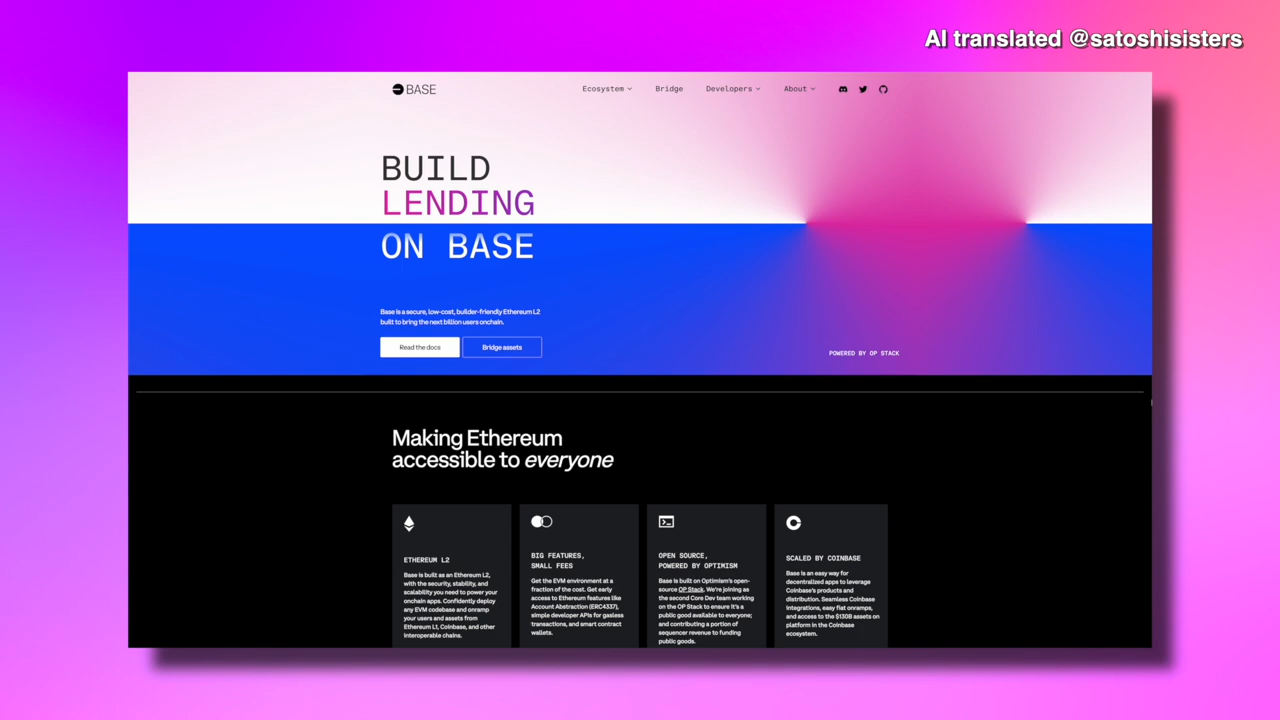 AI translated @satoshisisters
BASE
Ecosystem
Bridge
Developers
About
BUILD
LENDING
ON BASE
Base is a secure, low-cost, builder-friendly Ethereum L2
built to bring the next billion users onchain.
Read the docs
Bridge assets
POWERED BY OP STACK
Making Ethereum
accessible to everyone
ETHEREUM L2
Base is built as an Ethereum L2,
with the security, stability, and
scalability you need to power your
onchain apps. Confidently deploy
any EVM codebase and onramp
your users and assets from
Ethereum L1, Coinbase, and other
interoperable chains.
BIG FEATURES,
SMALL FEES
Get the EVM environment at a
fraction of the cost. Get early
access to Ethereum features like
Account Abstraction (ERC4337),
simple developer APIs for gasless
transactions, and smart contract
wallets.
OPEN SOURCE,
POWERED BY OPTIMISM
Base is built on Optimism's open-
source OP Stack. We're joining as
the second Core Dev team working
on the OP Stack to ensure it's a
public good available to everyone;
and contributing a portion of
sequencer revenue to funding
public goods.
SCALED BY COINBASE
Base is an easy way for
decentralized apps to leverage
Coinbase's products and
distribution. Seamless Coinbase
integrations, easy fiat onramps,
and access to the $130B assets on
platform in the Coinbase
ecosystem.